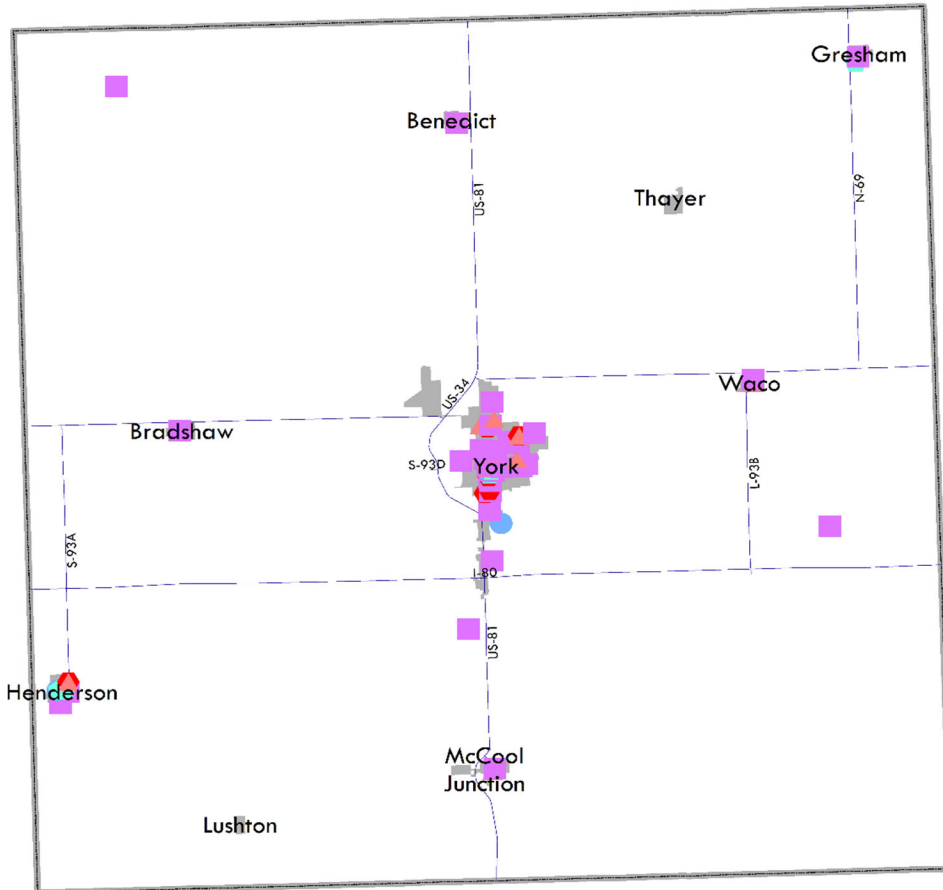 Gresham
Benedict
US-81
N-69
Thayer
US-34
Waco
Bradshaw
S-93D
York
L-93B
S-93A
I-80
US-81
Henderson
McCool
Junction
Lushton